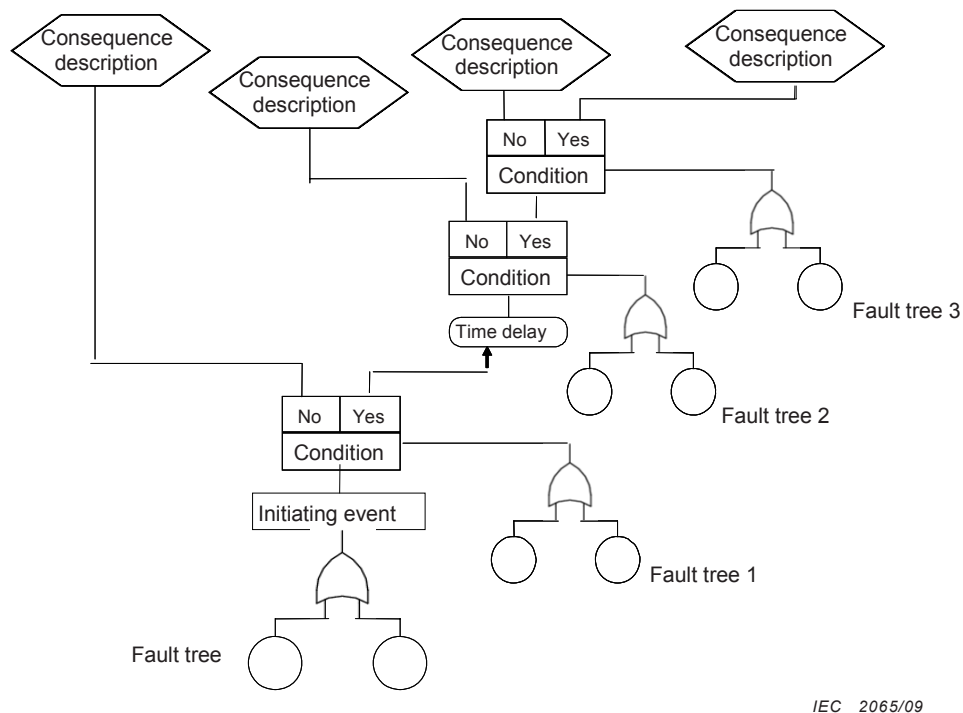 Consequence
description
Consequence
description
Consequence
description
Consequence
description
No Yes
Condition
No Yes
Condition
Fault tree 3
Time delay
Fault tree 2
No Yes
Condition
Initiating event
Fault tree 1
Fault tree
IEC 2065/09